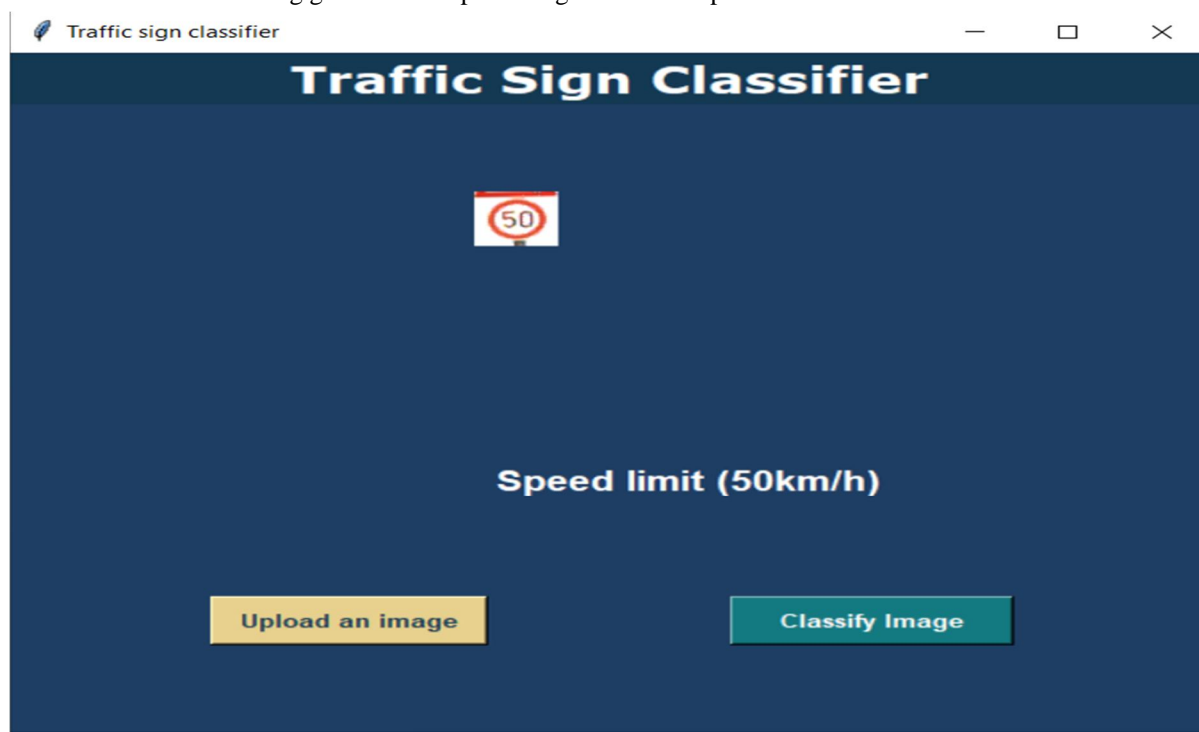 Traffic sign classifier
Traffic Sign Classifier
50
Speed limit (50km/h)
Upload an image
Classify Image